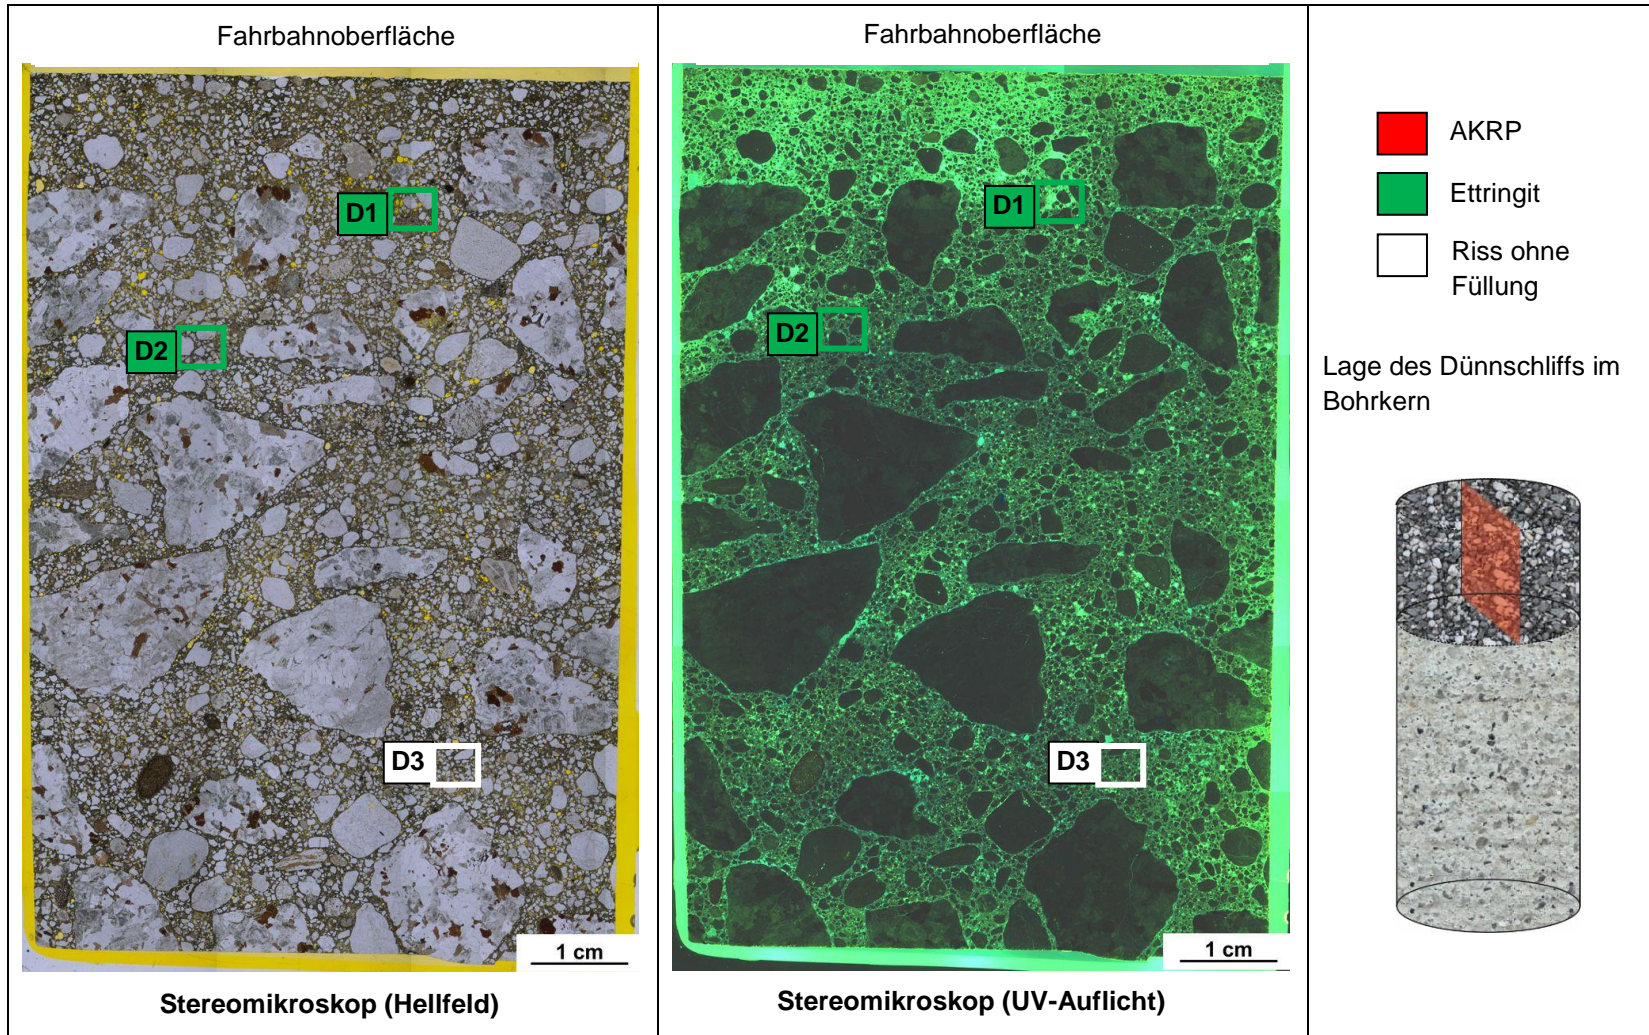 Fahrbahnoberfläche
D1
D2
D3
1 cm
Stereomikroskop (Hellfeld)
Fahrbahnoberfläche
D1
D2
D3
1 cm
Stereomikroskop (UV-Auflicht)
AKRP
Ettringit
Riss ohne
Füllung
Lage des Dünnschliffs im
Bohrkern